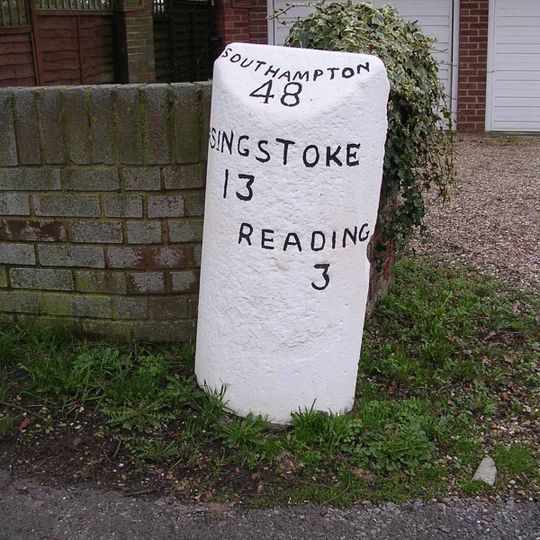 SOUTHAMPTON
48
SINGSTOKE
13
READING
3